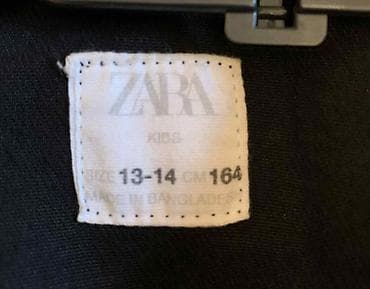 ZARA
KIDS
SIZE 13-14 CM 164
MADE IN BANGLADESH